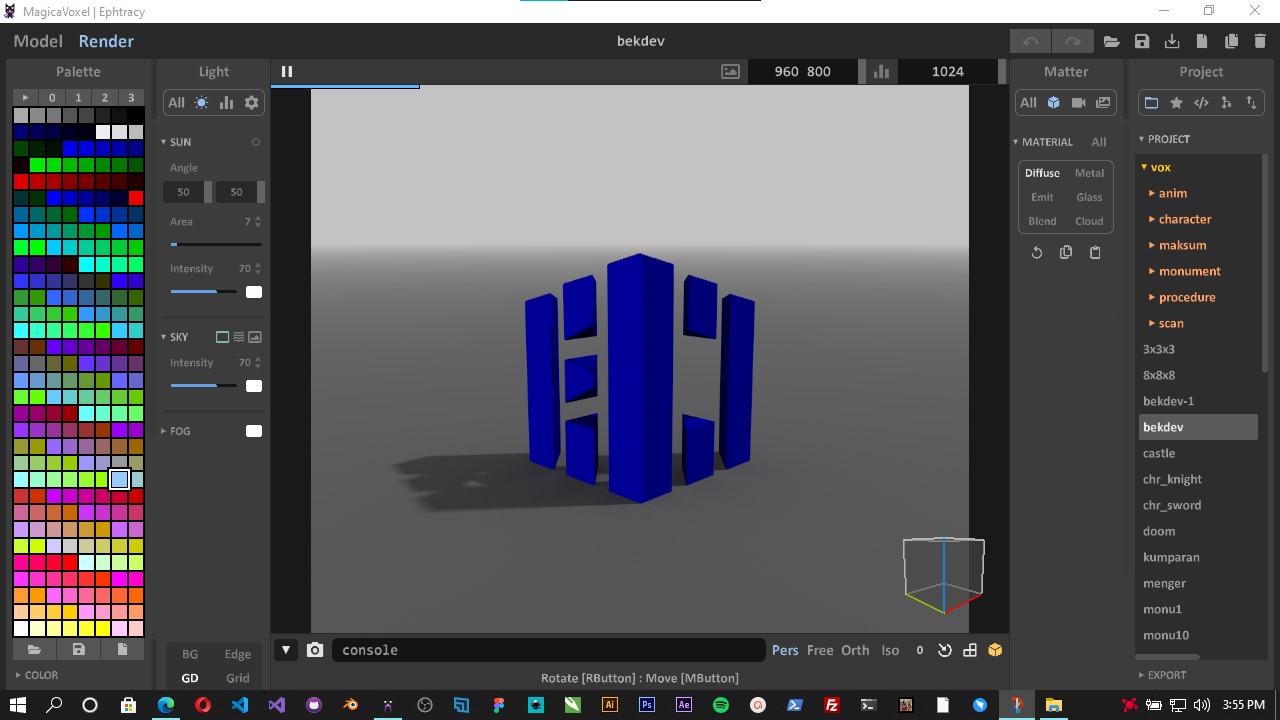 MagicaVoxel | Ephtracy
Model Render
bekdev
Palette
Light
960 800
1024
Matter
Project
0 1 2 3
All
All
SUN
MATERIAL All
PROJECT
Angle
50 50
Diffuse Metal
Emit Glass
Blend Cloud
vox
anim
character
maksum
monument
procedure
scan
3x3x3
8x8x8
bekdev-1
bekdev
castle
chr_knight
chr_sword
doom
kumparan
menger
monu1
monu10
Area 7
Intensity 70
SKY
Intensity 70
FOG
BG Edge
GD Grid
console
Pers Free Orth Iso 0
COLOR
Rotate [RButton] : Move [MButton]
EXPORT
Ai
Ps
Ae
Fz
3:55 PM